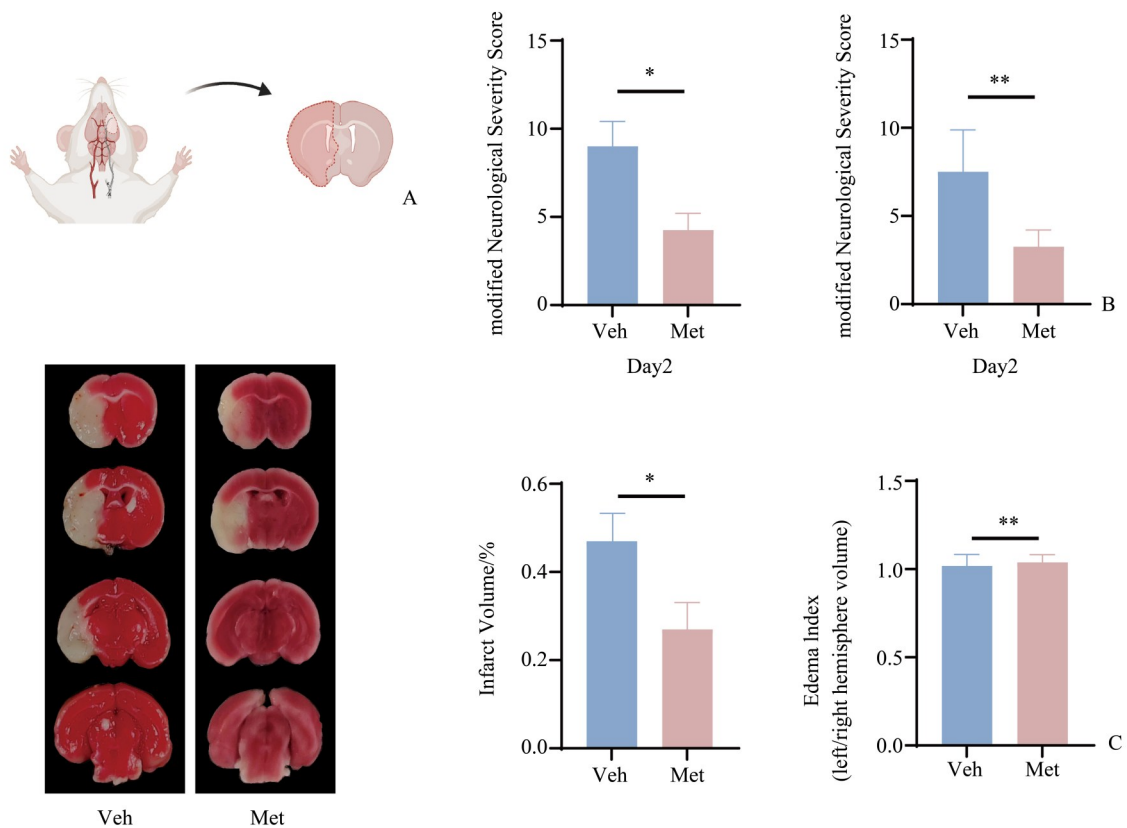 A
modified Neurological Severity Score
15
10
5
0
*
Veh
Met
Day2
modified Neurological Severity Score
15
10
5
0
**
Veh
Met
Day2
B
Veh
Met
Infarct Volume/%
0.6
0.4
0.2
0.0
*
Veh
Met
Edema Index
(left/right hemisphere volume)
1.5
1.0
0.5
0.0
**
Veh
Met
C